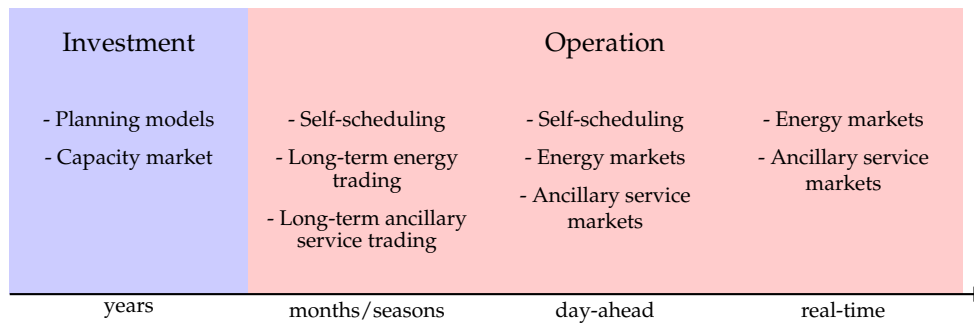 Investment
Operation
- Planning models
- Capacity market
- Self-scheduling
- Long-term energy
trading
- Long-term ancillary
service trading
- Self-scheduling
- Energy markets
- Ancillary service
markets
- Energy markets
- Ancillary service
markets
years
months/seasons
day-ahead
real-time